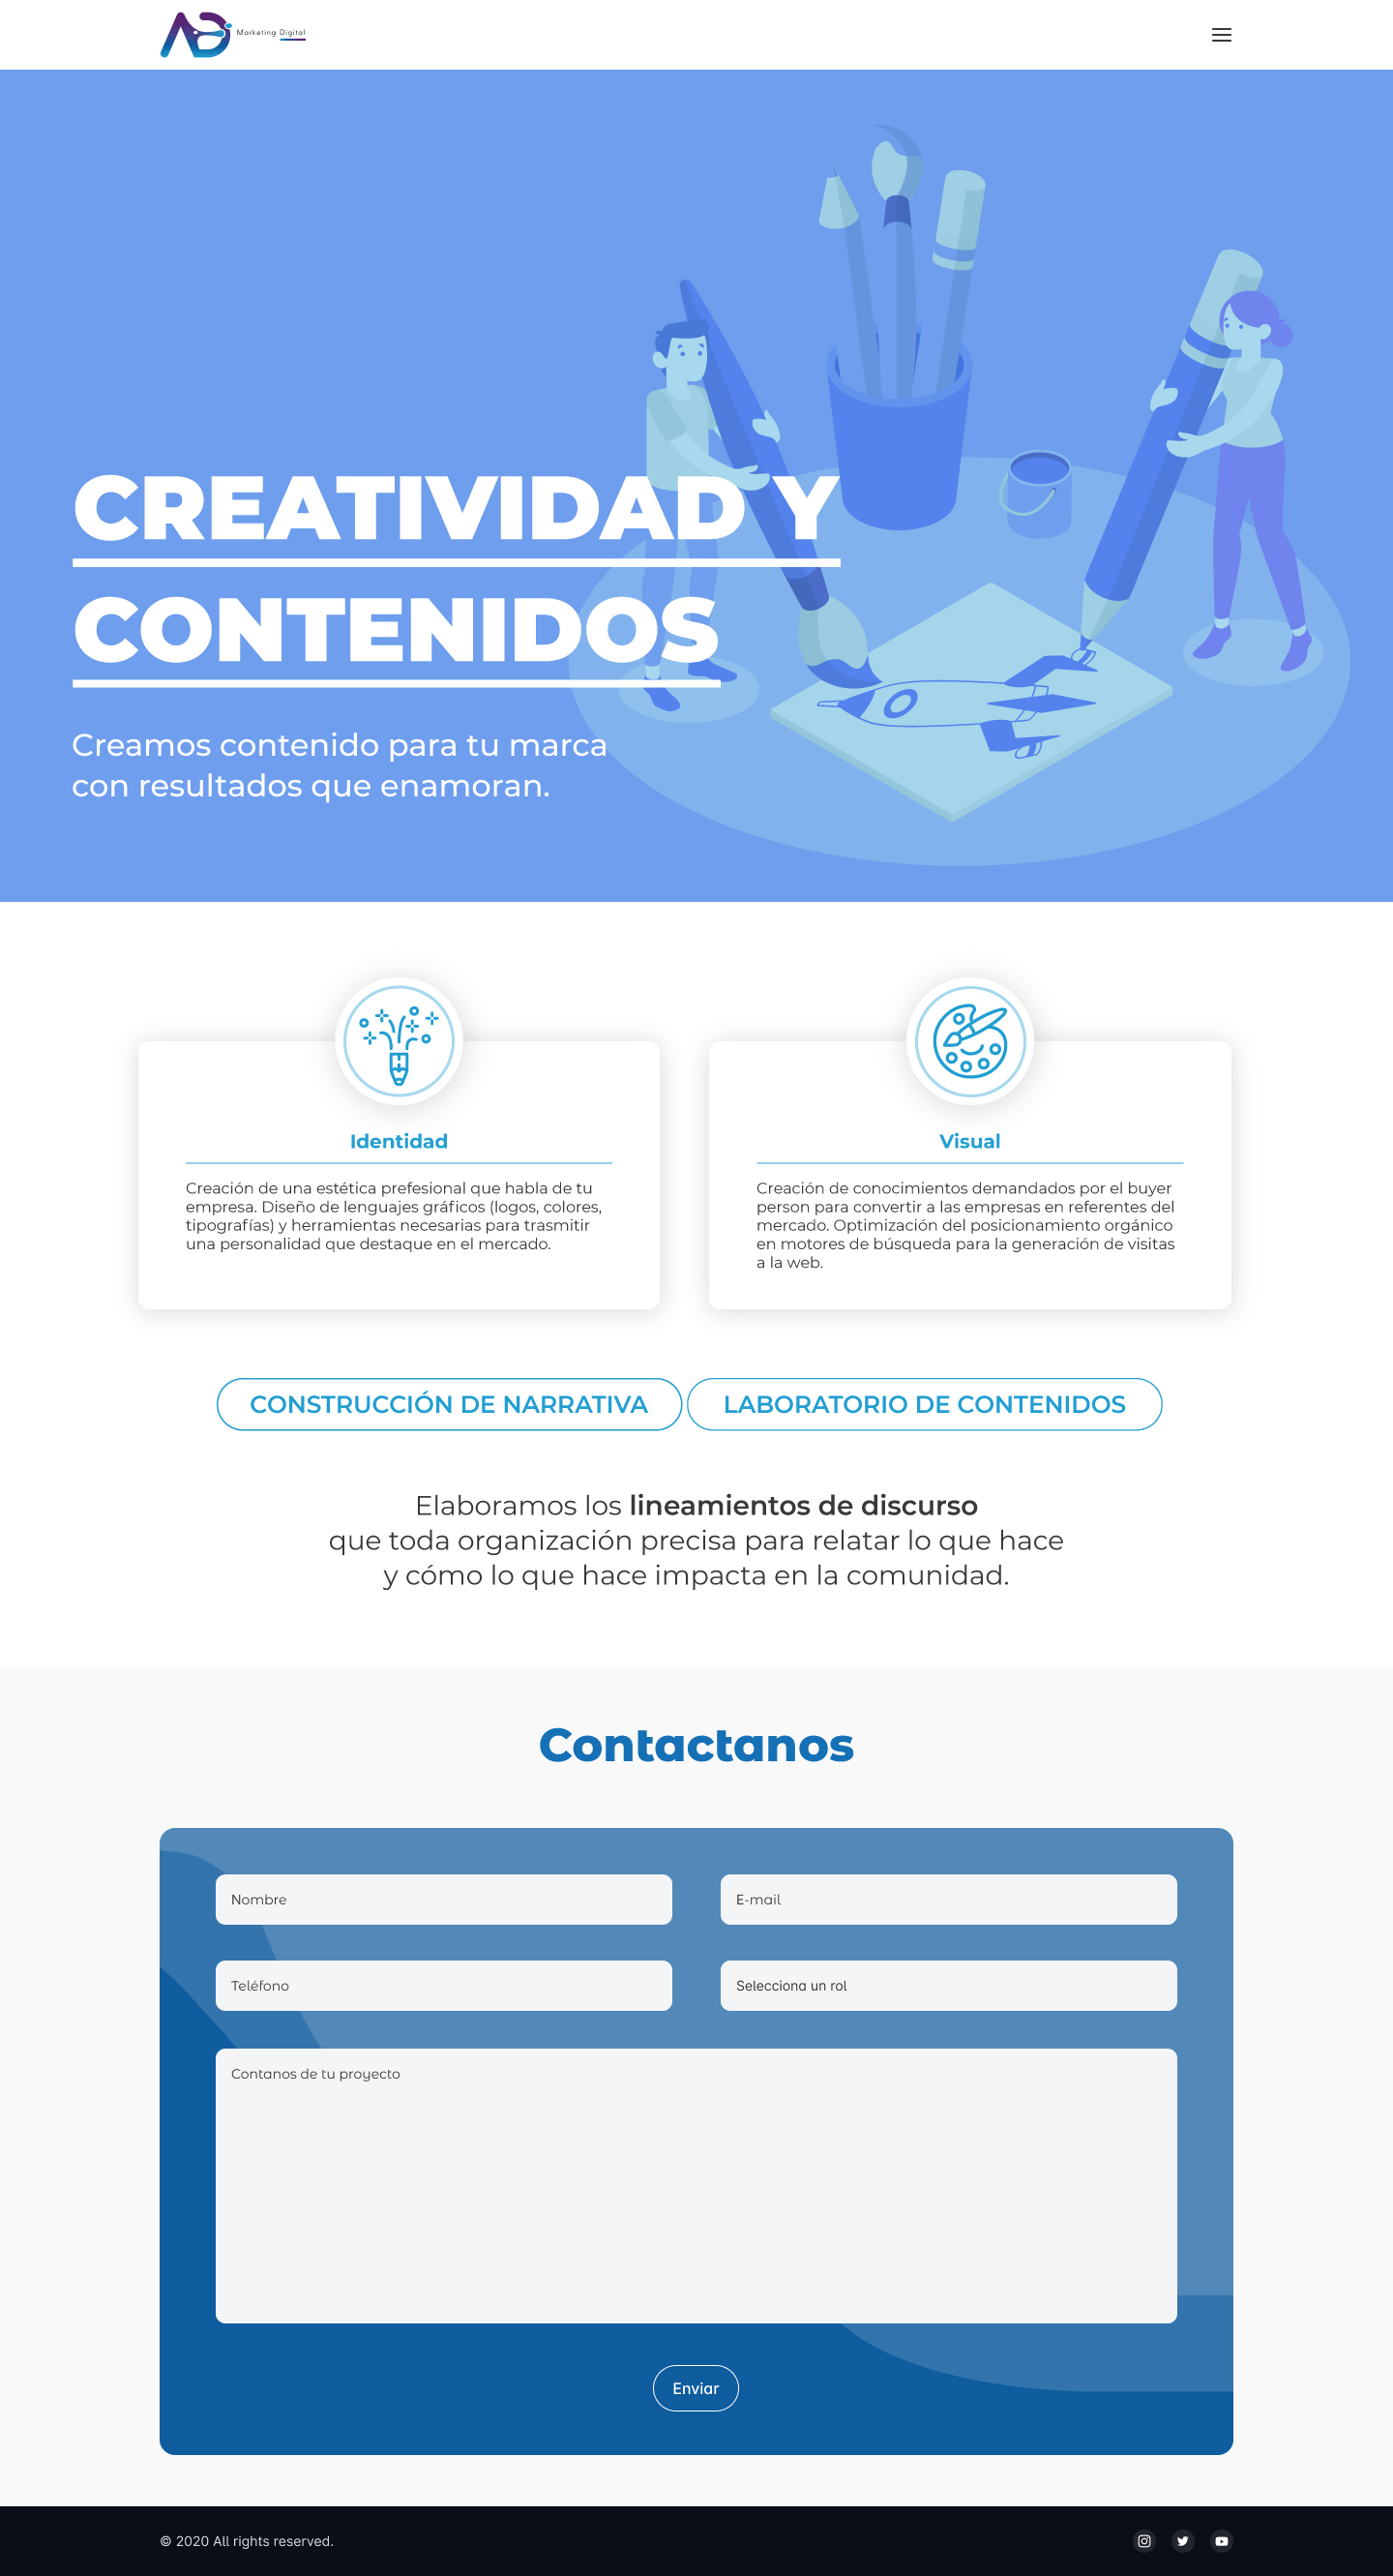 Marketing Digital
CREATIVIDAD Y
CONTENIDOS
Creamos contenido para tu marca
con resultados que enamoran.
Identidad
Creación de una estética prefesional que habla de tu
empresa. Diseño de lenguajes gráficos (logos, colores,
tipografías) y herramientas necesarias para trasmitir
una personalidad que destaque en el mercado.
Visual
Creación de conocimientos demandados por el buyer
person para convertir a las empresas en referentes del
mercado. Optimización del posicionamiento orgánico
en motores de búsqueda para la generación de visitas
a la web.
CONSTRUCCIÓN DE NARRATIVA
LABORATORIO DE CONTENIDOS
Elaboramos los lineamientos de discurso
que toda organización precisa para relatar lo que hace
y cómo lo que hace impacta en la comunidad.
Contactanos
Nombre
E-mail
Teléfono
Selecciona un rol
Contanos de tu proyecto
Enviar
© 2020 All rights reserved.